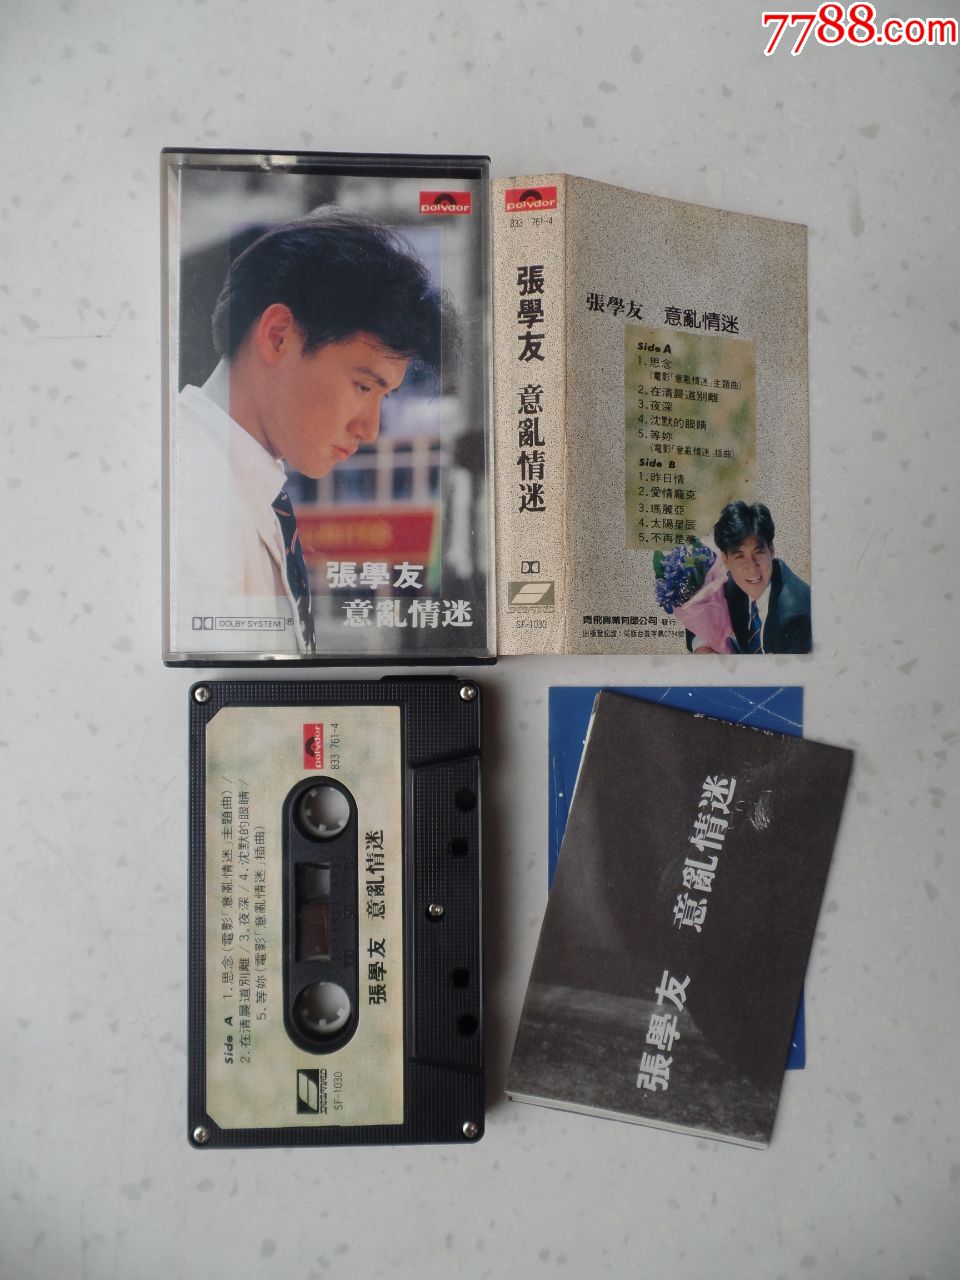 7788.com
polydor
張學友
意亂情迷
DOLBY SYSTEM®
polydor
833 761-4
張學友 意亂情迷
SF-1030
張學友 意亂情迷
Side A
1. 思念
(電影「意亂情迷」主題曲)
2. 在清晨道別離
3. 夜深
4. 沈默的眼睛
5. 等妳
(電影「意亂情迷」插曲)
Side B
1. 昨日情
2. 愛情龐克
3. 瑪麗亞
4. 太陽星辰
5. 不再是夢
實業有限公司 發行
polydor
833 761-4
張學友 意亂情迷
Side A 1. 思念(電影「意亂情迷」主題曲)/
2. 在清晨道別離/3. 夜深/4. 沈默的眼睛/
5. 等妳(電影「意亂情迷」插曲)
SF-1030
張學友 意亂情迷